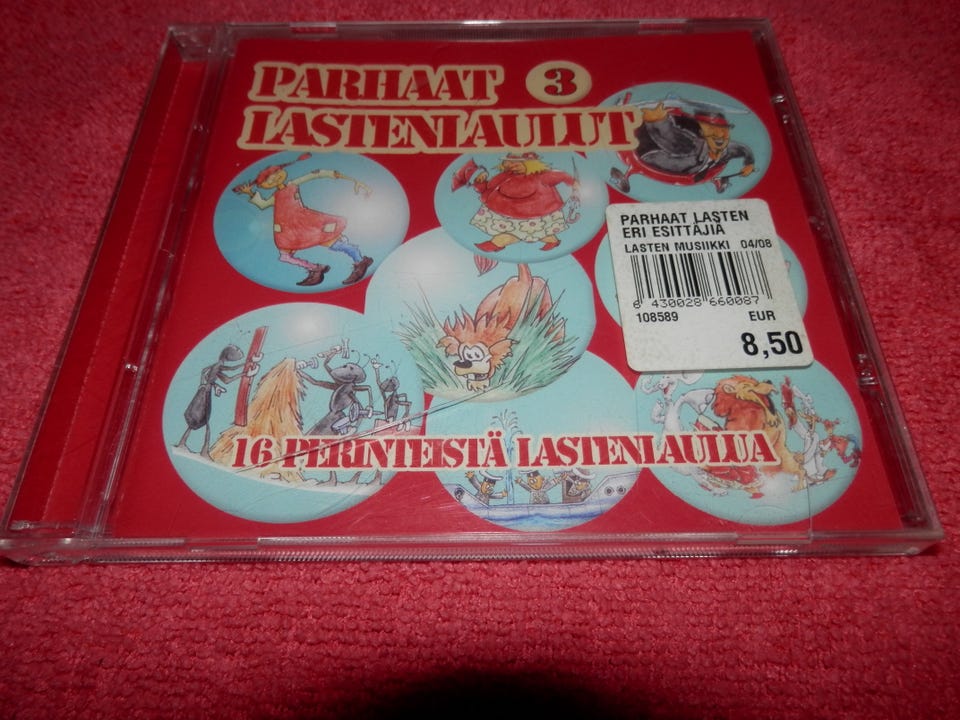 PARHAAT 3
LASTENLAULUT
PARHAAT LASTEN
ERI ESITTÄJIÄ
LASTEN MUSIIKKI 04/08
6 430028 660087
108589 EUR
8,50
16 PERINTEISTÄ LASTENLAULUA